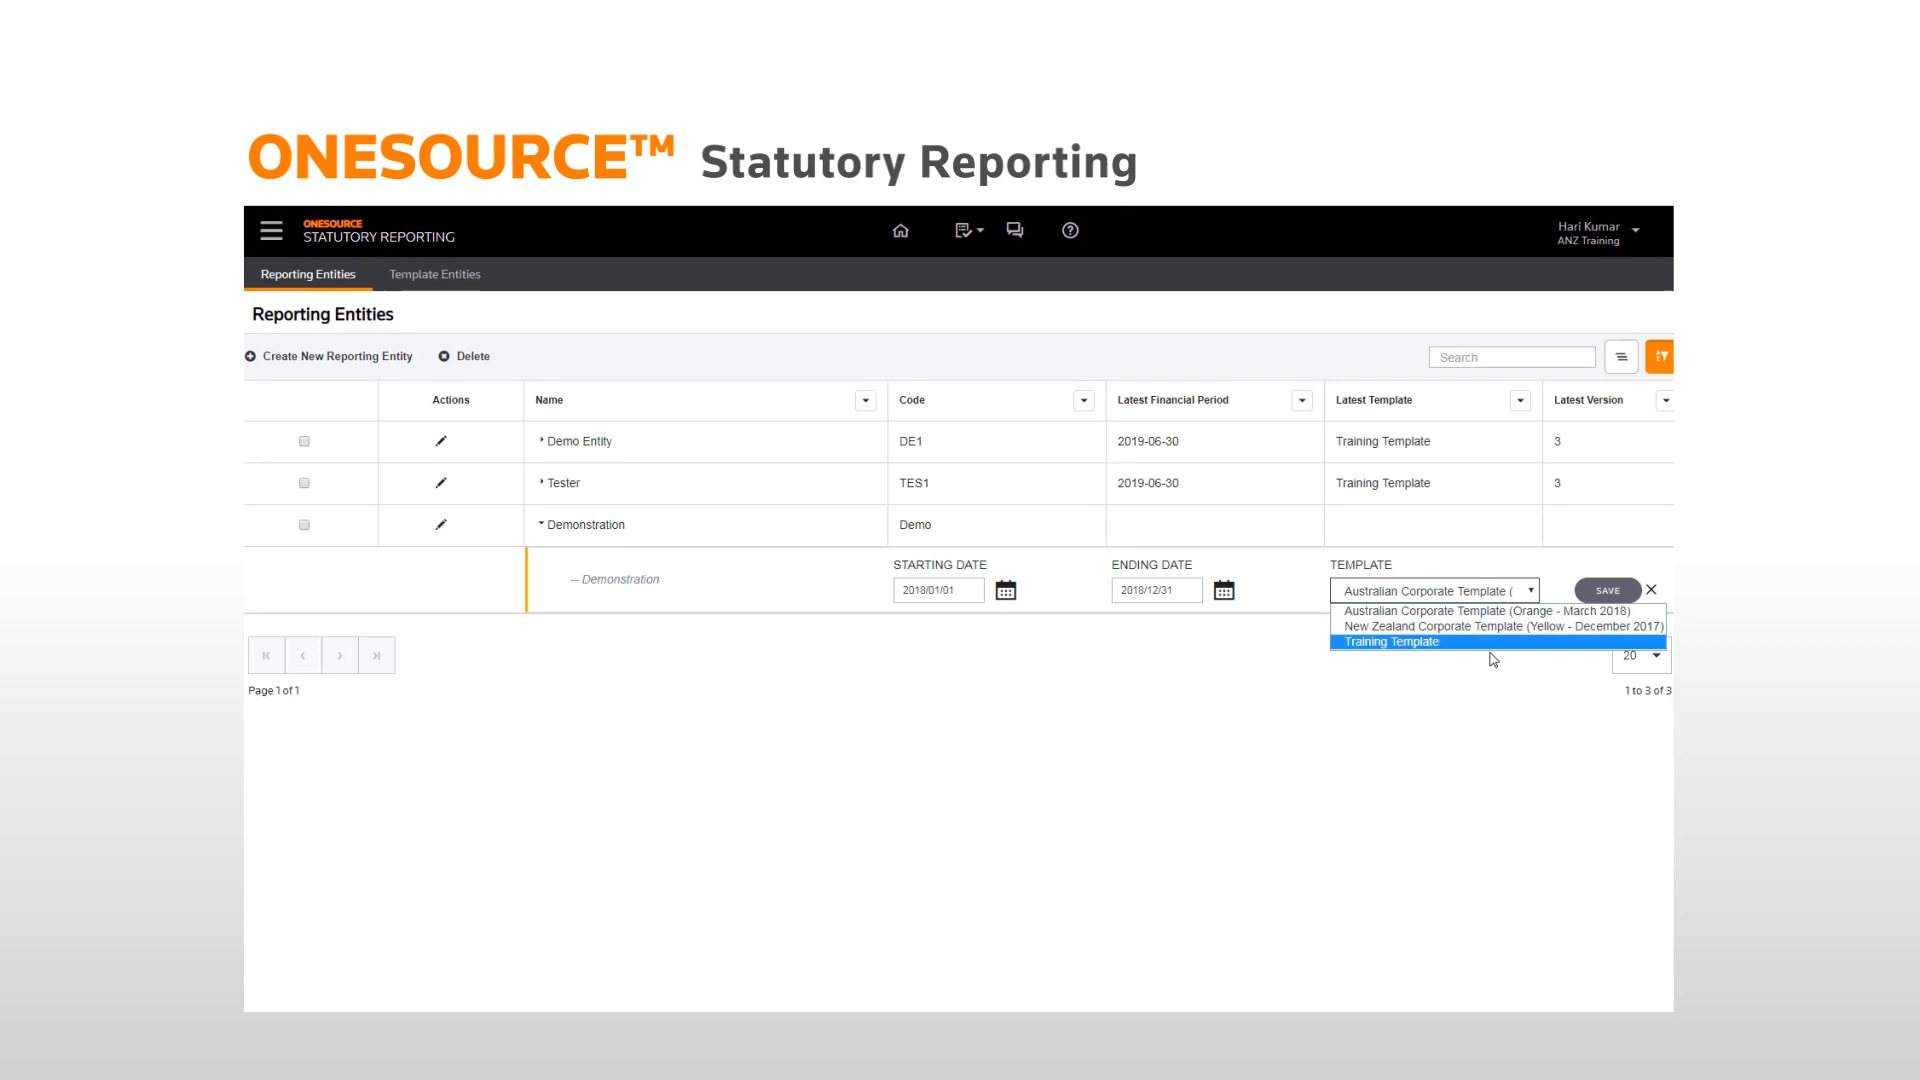 ONESOURCE™ Statutory Reporting
ONESOURCE
STATUTORY REPORTING
Hari Kumar
ANZ Training
Reporting Entities Template Entities
Reporting Entities
Create New Reporting Entity Delete Search
Actions Name Code Latest Financial Period Latest Template Latest Version
Demo Entity DE1 2019-06-30 Training Template 3
Tester TES1 2019-06-30 Training Template 3
Demonstration Demo
STARTING DATE ENDING DATE TEMPLATE
-- Demonstration 2018/01/01 2018/12/31 Australian Corporate Template ( SAVE
Australian Corporate Template (Orange - March 2018)
New Zealand Corporate Template (Yellow - December 2017)
Training Template
20
Page 1 of 1 1 to 3 of 3